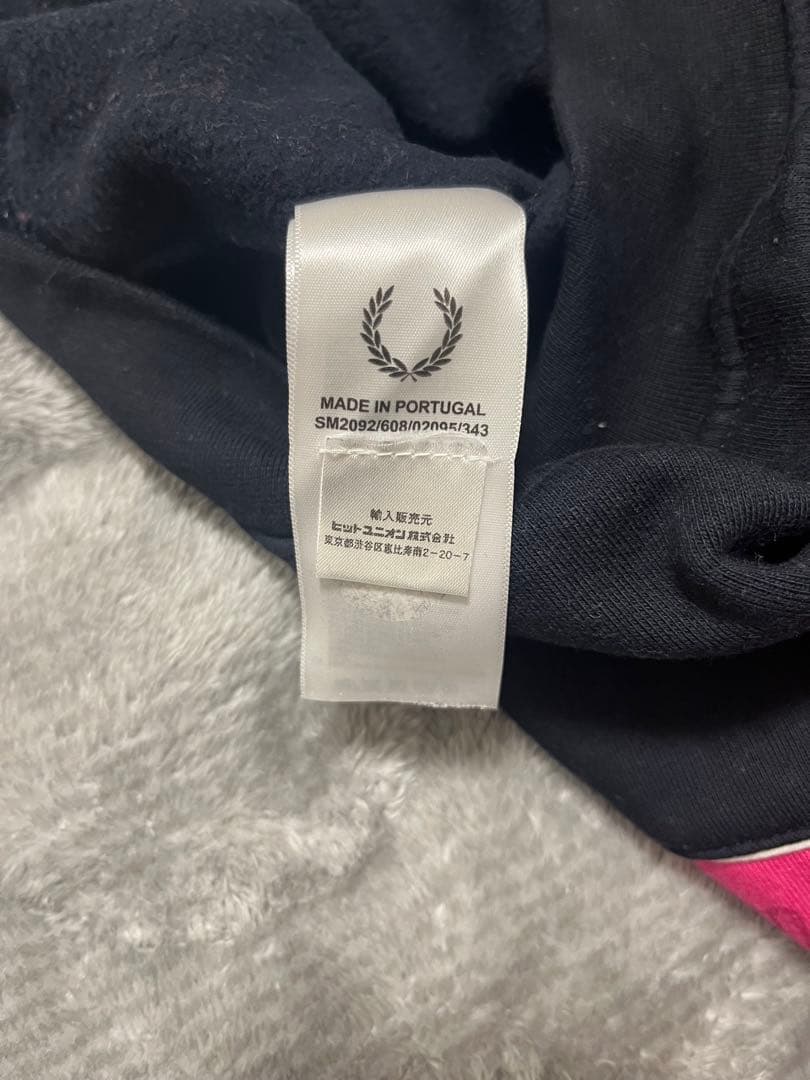 MADE IN PORTUGAL
SM2092/608/02095/343
輸入販売元
ヒットユニオン株式会社
東京都渋谷区恵比寿南2-20-7